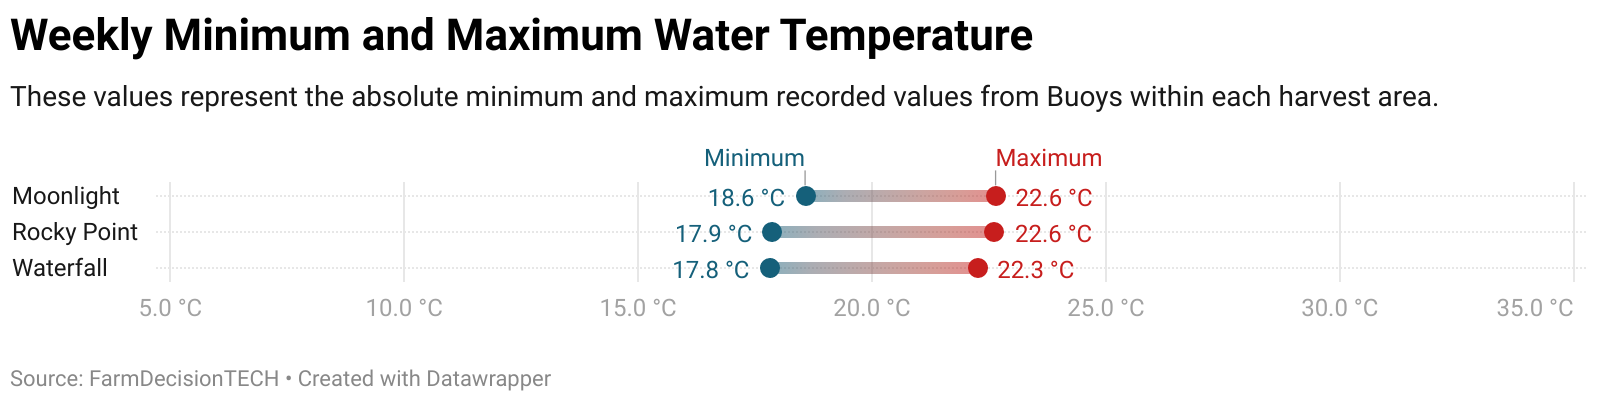 Weekly Minimum and Maximum Water Temperature
These values represent the absolute minimum and maximum recorded values from Buoys within each harvest area.
Minimum Maximum
Moonlight 18.6 °C 22.6 °C
Rocky Point 17.9 °C 22.6 °C
Waterfall 17.8 °C 22.3 °C
5.0 °C 10.0 °C 15.0 °C 20.0 °C 25.0 °C 30.0 °C 35.0 °C
Source: FarmDecisionTECH • Created with Datawrapper